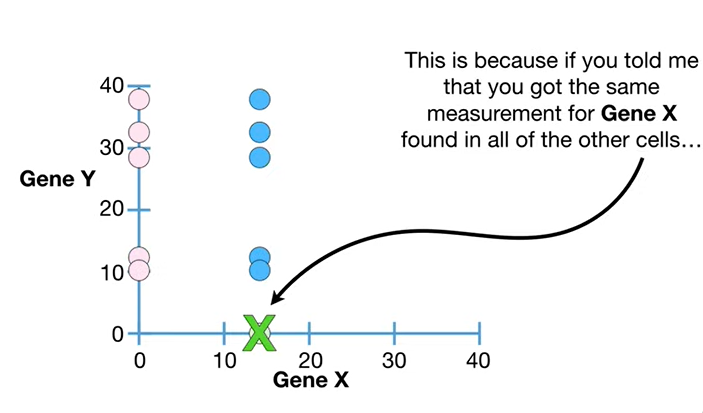 This is because if you told me
that you got the same
measurement for Gene X
found in all of the other cells...
40
30
Gene Y
20
10
0
0 10 20 30 40
Gene X
X